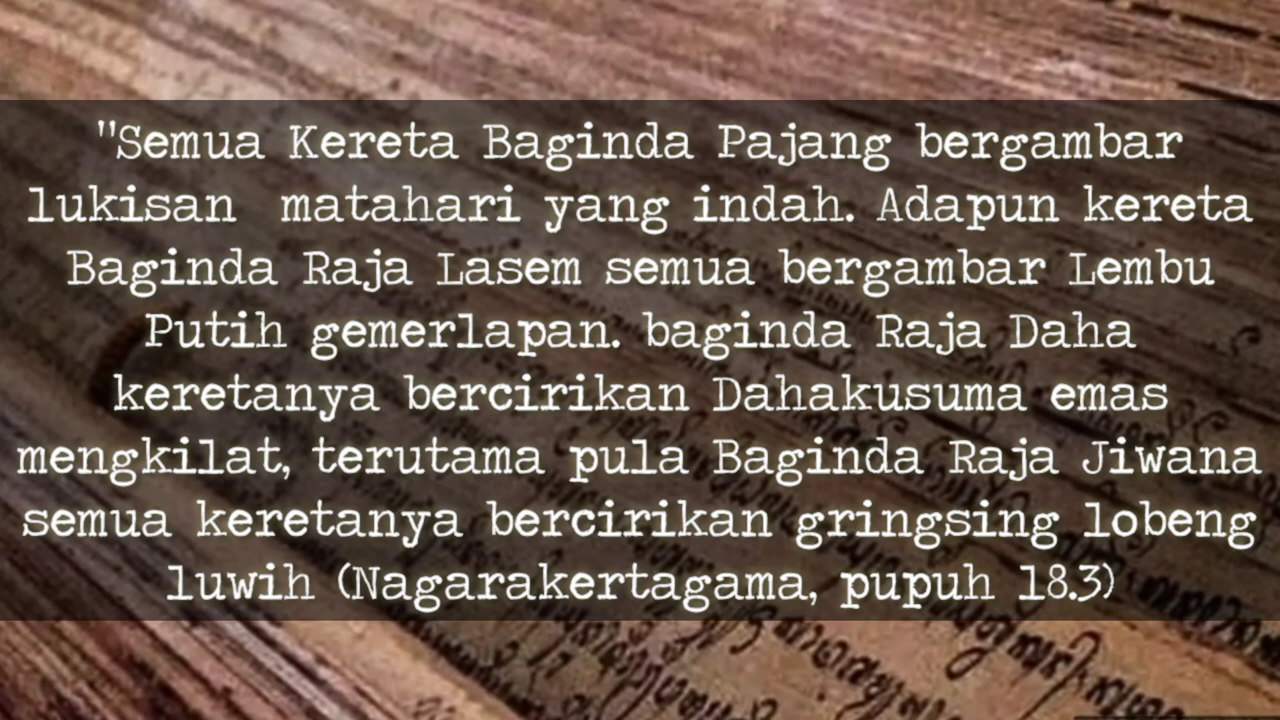 "Semua Kereta Baginda Pajang bergambar
lukisan matahari yang indah. Adapun kereta
Baginda Raja Lasem semua bergambar Lembu
Putih gemerlapan. baginda Raja Daha
keretanya bercirikan Dahakusuma emas
mengkilat, terutama pula Baginda Raja Jiwana
semua keretanya bercirikan gringsing lobeng
luwih (Nagarakertagama, pupuh 18.3)